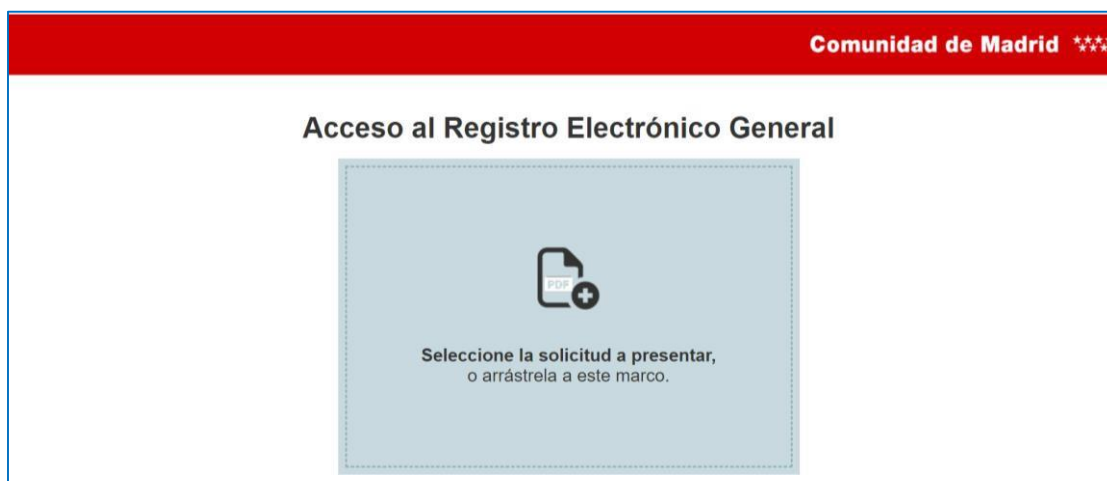 Comunidad de Madrid
Acceso al Registro Electrónico General
PDF
Seleccione la solicitud a presentar,
o arrástrela a este marco.